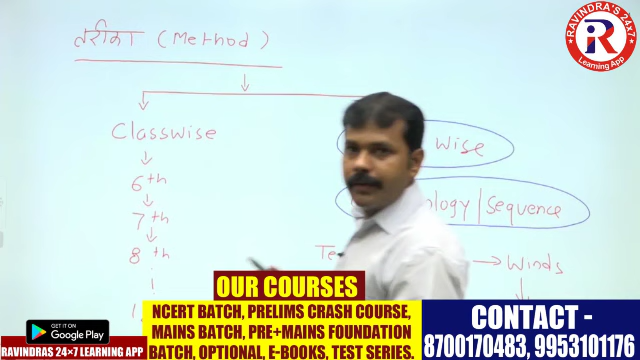 तरीका (Method)
Classwise
6th
7th
8th
wise
ology / Sequence
Te → Winds
RAVINDRA'S 24x7
R
Learning App
OUR COURSES
NCERT BATCH, PRELIMS CRASH COURSE,
MAINS BATCH, PRE+MAINS FOUNDATION
BATCH, OPTIONAL, E-BOOKS, TEST SERIES.
GET IT ON
Google Play
RAVINDRAS 24×7 LEARNING APP
CONTACT -
8700170483, 9953101176